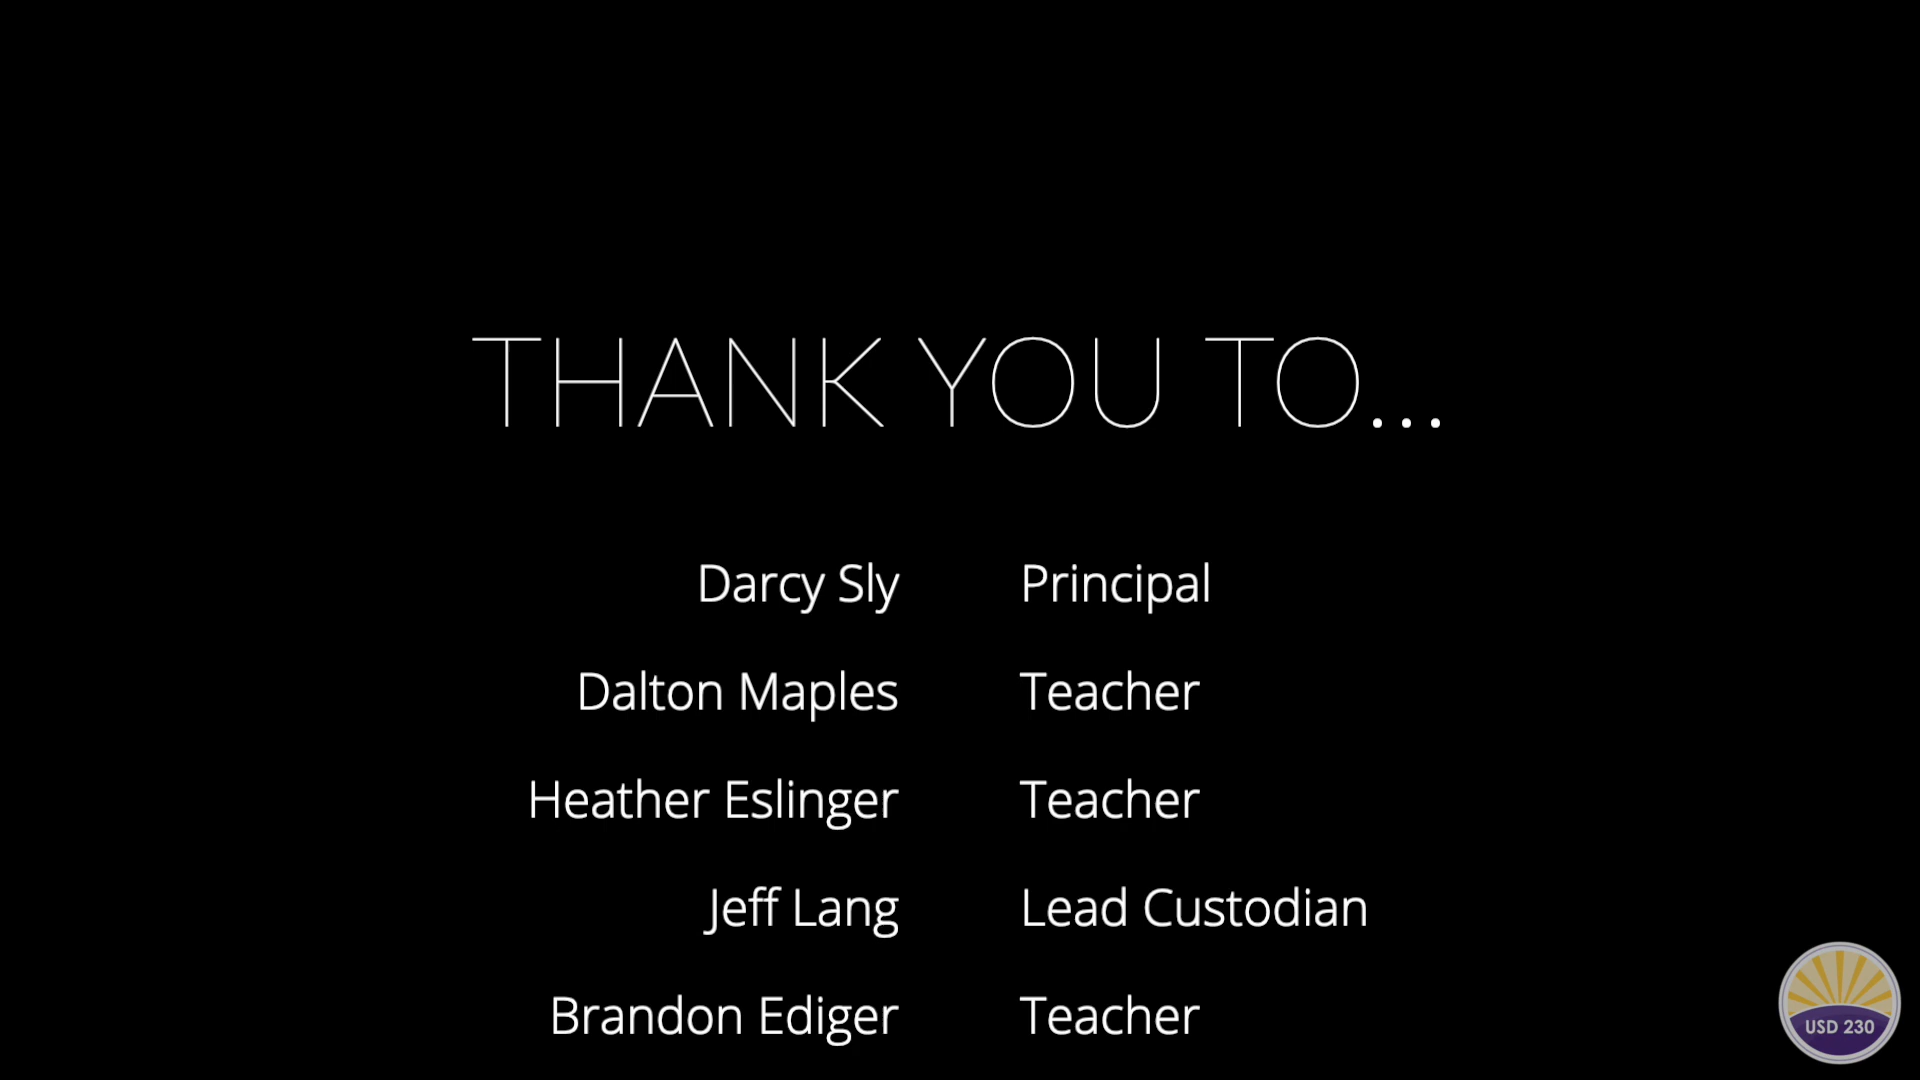 THANK YOU TO...
Darcy Sly Principal
Dalton Maples Teacher
Heather Eslinger Teacher
Jeff Lang Lead Custodian
Brandon Ediger Teacher
USD 230